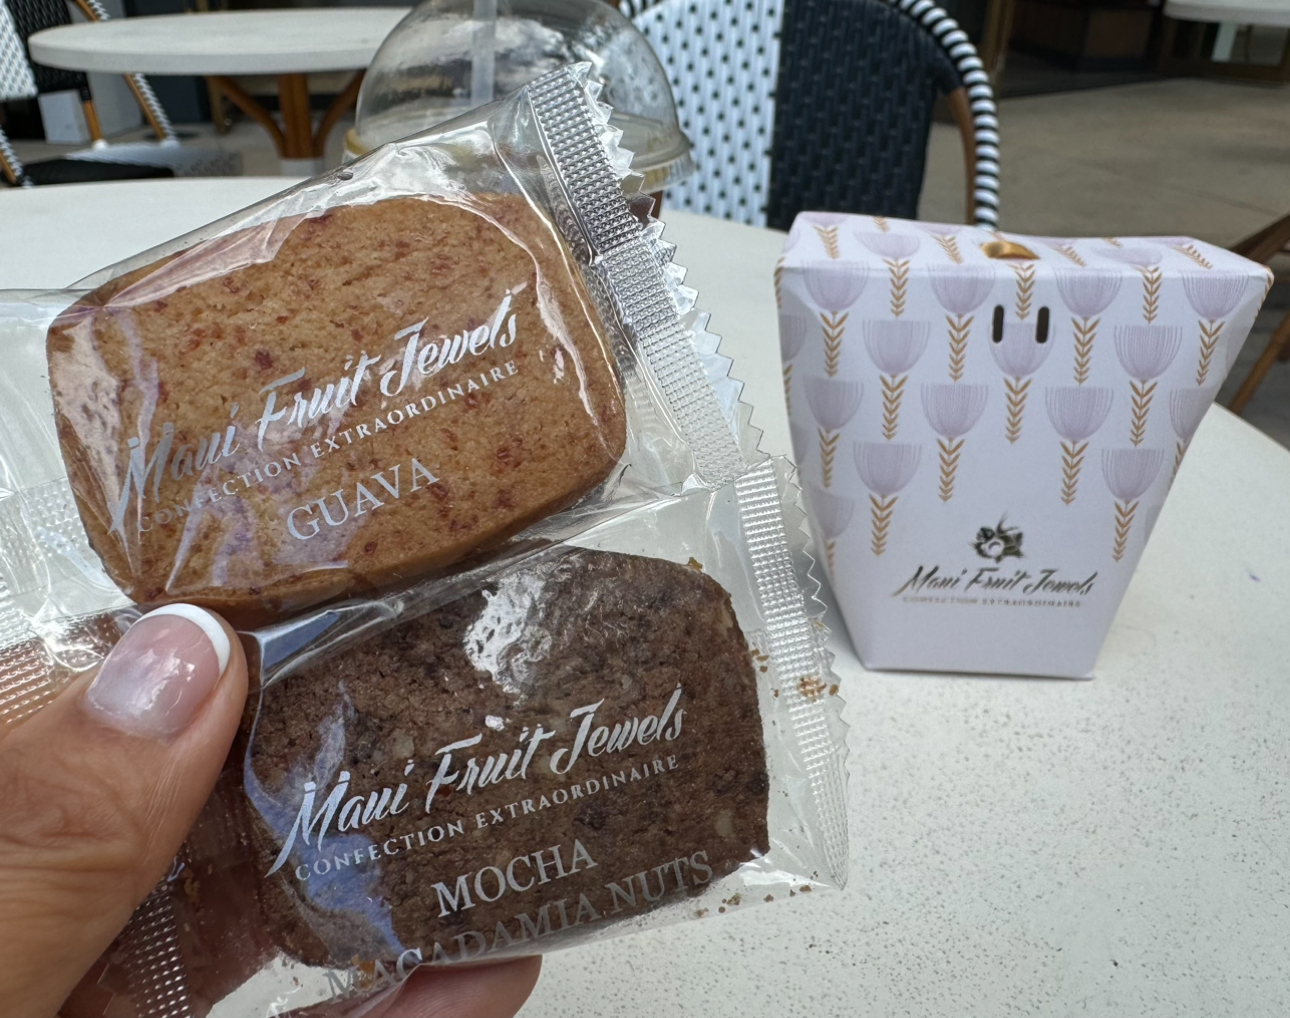 Maui Fruit Jewels
CONFECTION EXTRAORDINAIRE
GUAVA
Maui Fruit Jewels
CONFECTION EXTRAORDINAIRE
MOCHA
MACADAMIA NUTS
Maui Fruit Jewels
CONFECTION EXTRAORDINAIRE